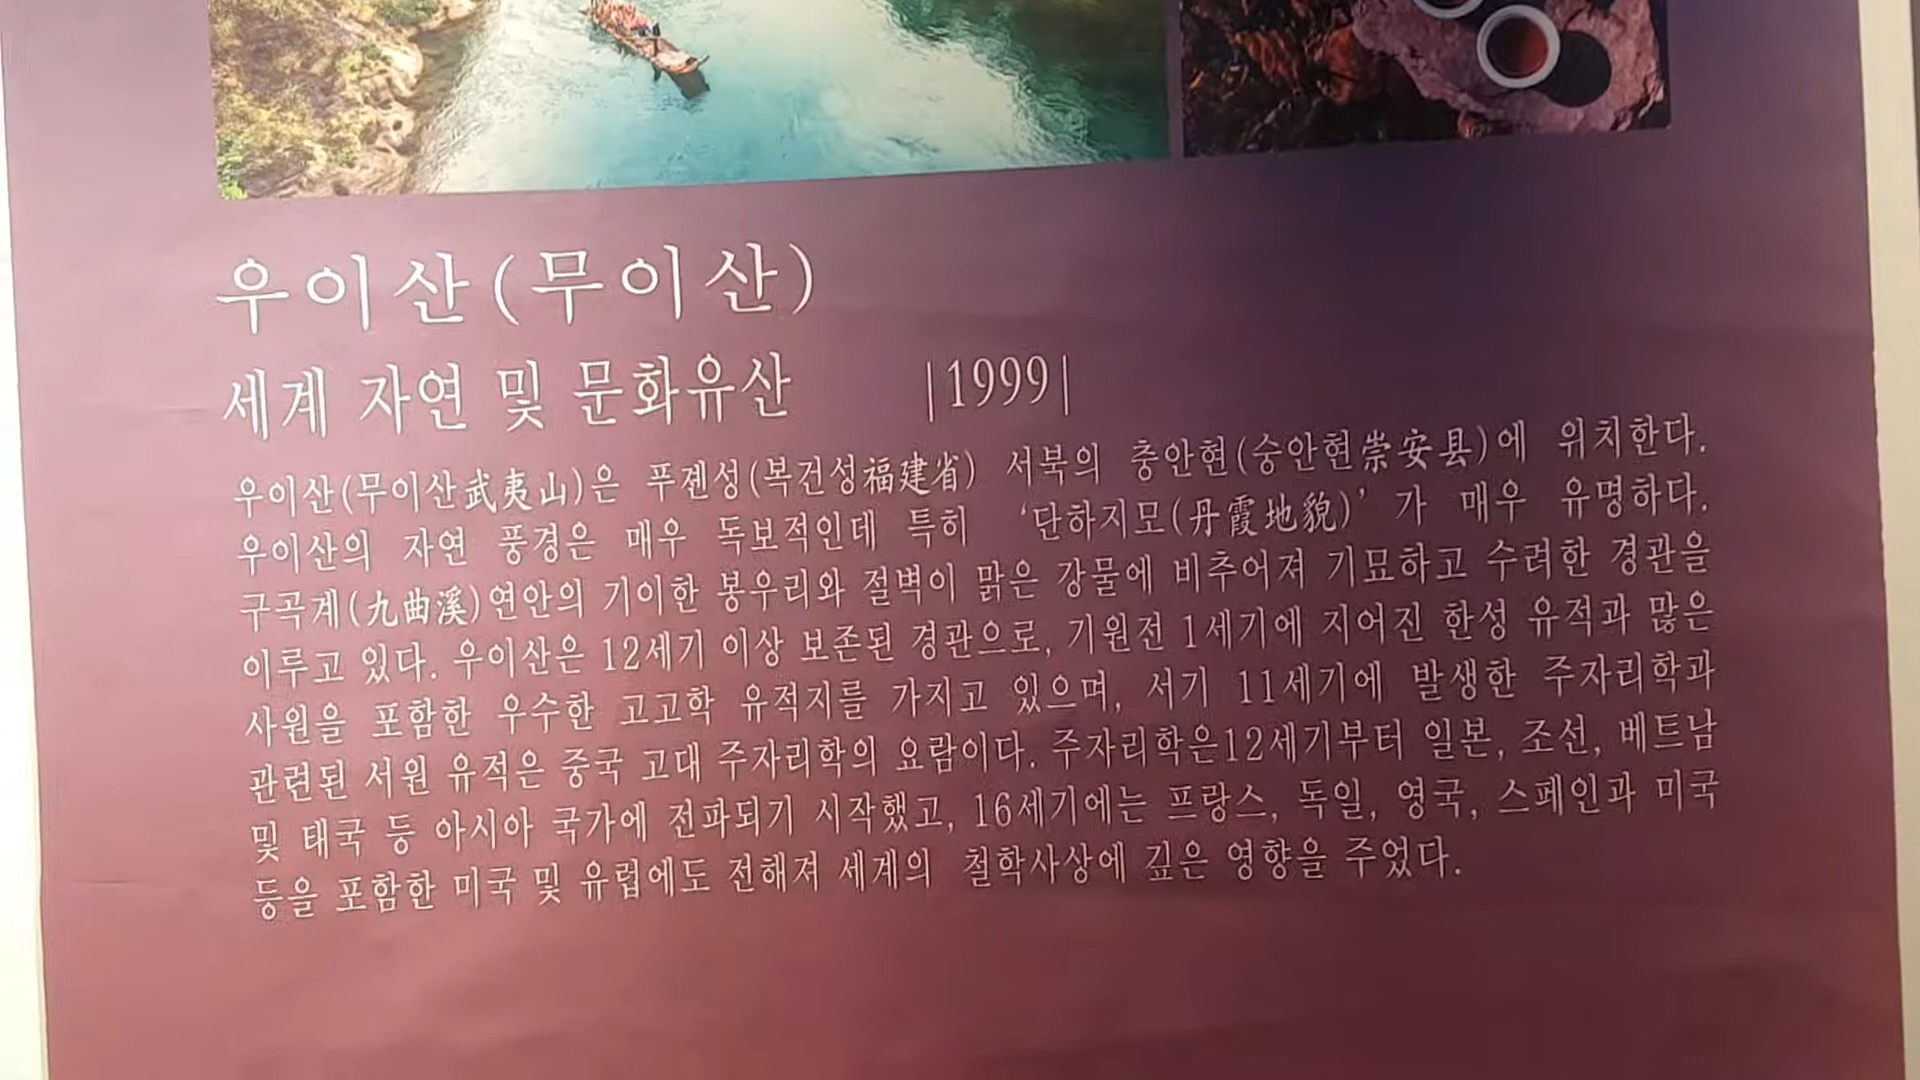 우이산(무이산)
세계 자연 및 문화유산 |1999|
우이산(무이산武夷山)은 푸젠성(복건성福建省) 서북의 충안현(숭안현崇安县)에 위치한다.
우이산의 자연 풍경은 매우 독보적인데 특히 ‘단하지모(丹霞地貌)’가 매우 유명하다.
구곡계(九曲溪)연안의 기이한 봉우리와 절벽이 맑은 강물에 비추어져 기묘하고 수려한 경관을
이루고 있다. 우이산은 12세기 이상 보존된 경관으로, 기원전 1세기에 지어진 한성 유적과 많은
사원을 포함한 우수한 고고학 유적지를 가지고 있으며, 서기 11세기에 발생한 주자리학과
관련된 서원 유적은 중국 고대 주자리학의 요람이다. 주자리학은12세기부터 일본, 조선, 베트남
및 태국 등 아시아 국가에 전파되기 시작했고, 16세기에는 프랑스, 독일, 영국, 스페인과 미국
등을 포함한 미국 및 유럽에도 전해져 세계의 철학사상에 깊은 영향을 주었다.